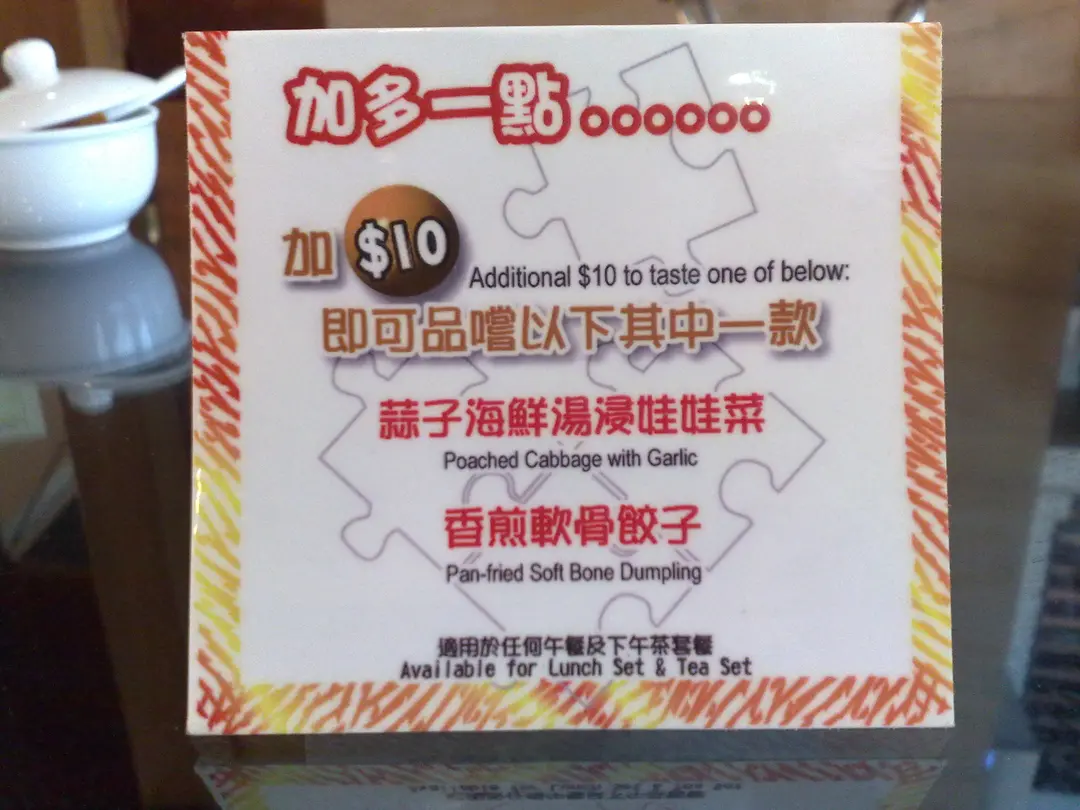 加多一點。。。。。。
加 $10 Additional $10 to taste one of below:
即可品嚐以下其中一款
蒜子海鮮湯浸娃娃菜
Poached Cabbage with Garlic
香煎軟骨餃子
Pan-fried Soft Bone Dumpling
適用於任何午餐及下午茶套餐
Available for Lunch Set & Tea Set